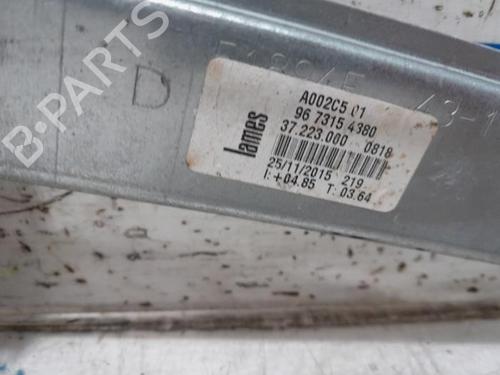 B-PARTS
D
A002C5 01
96 7315 4380
37.223.000 0818
lames
25/11/2015 219
I: +04.85 T: 03.64